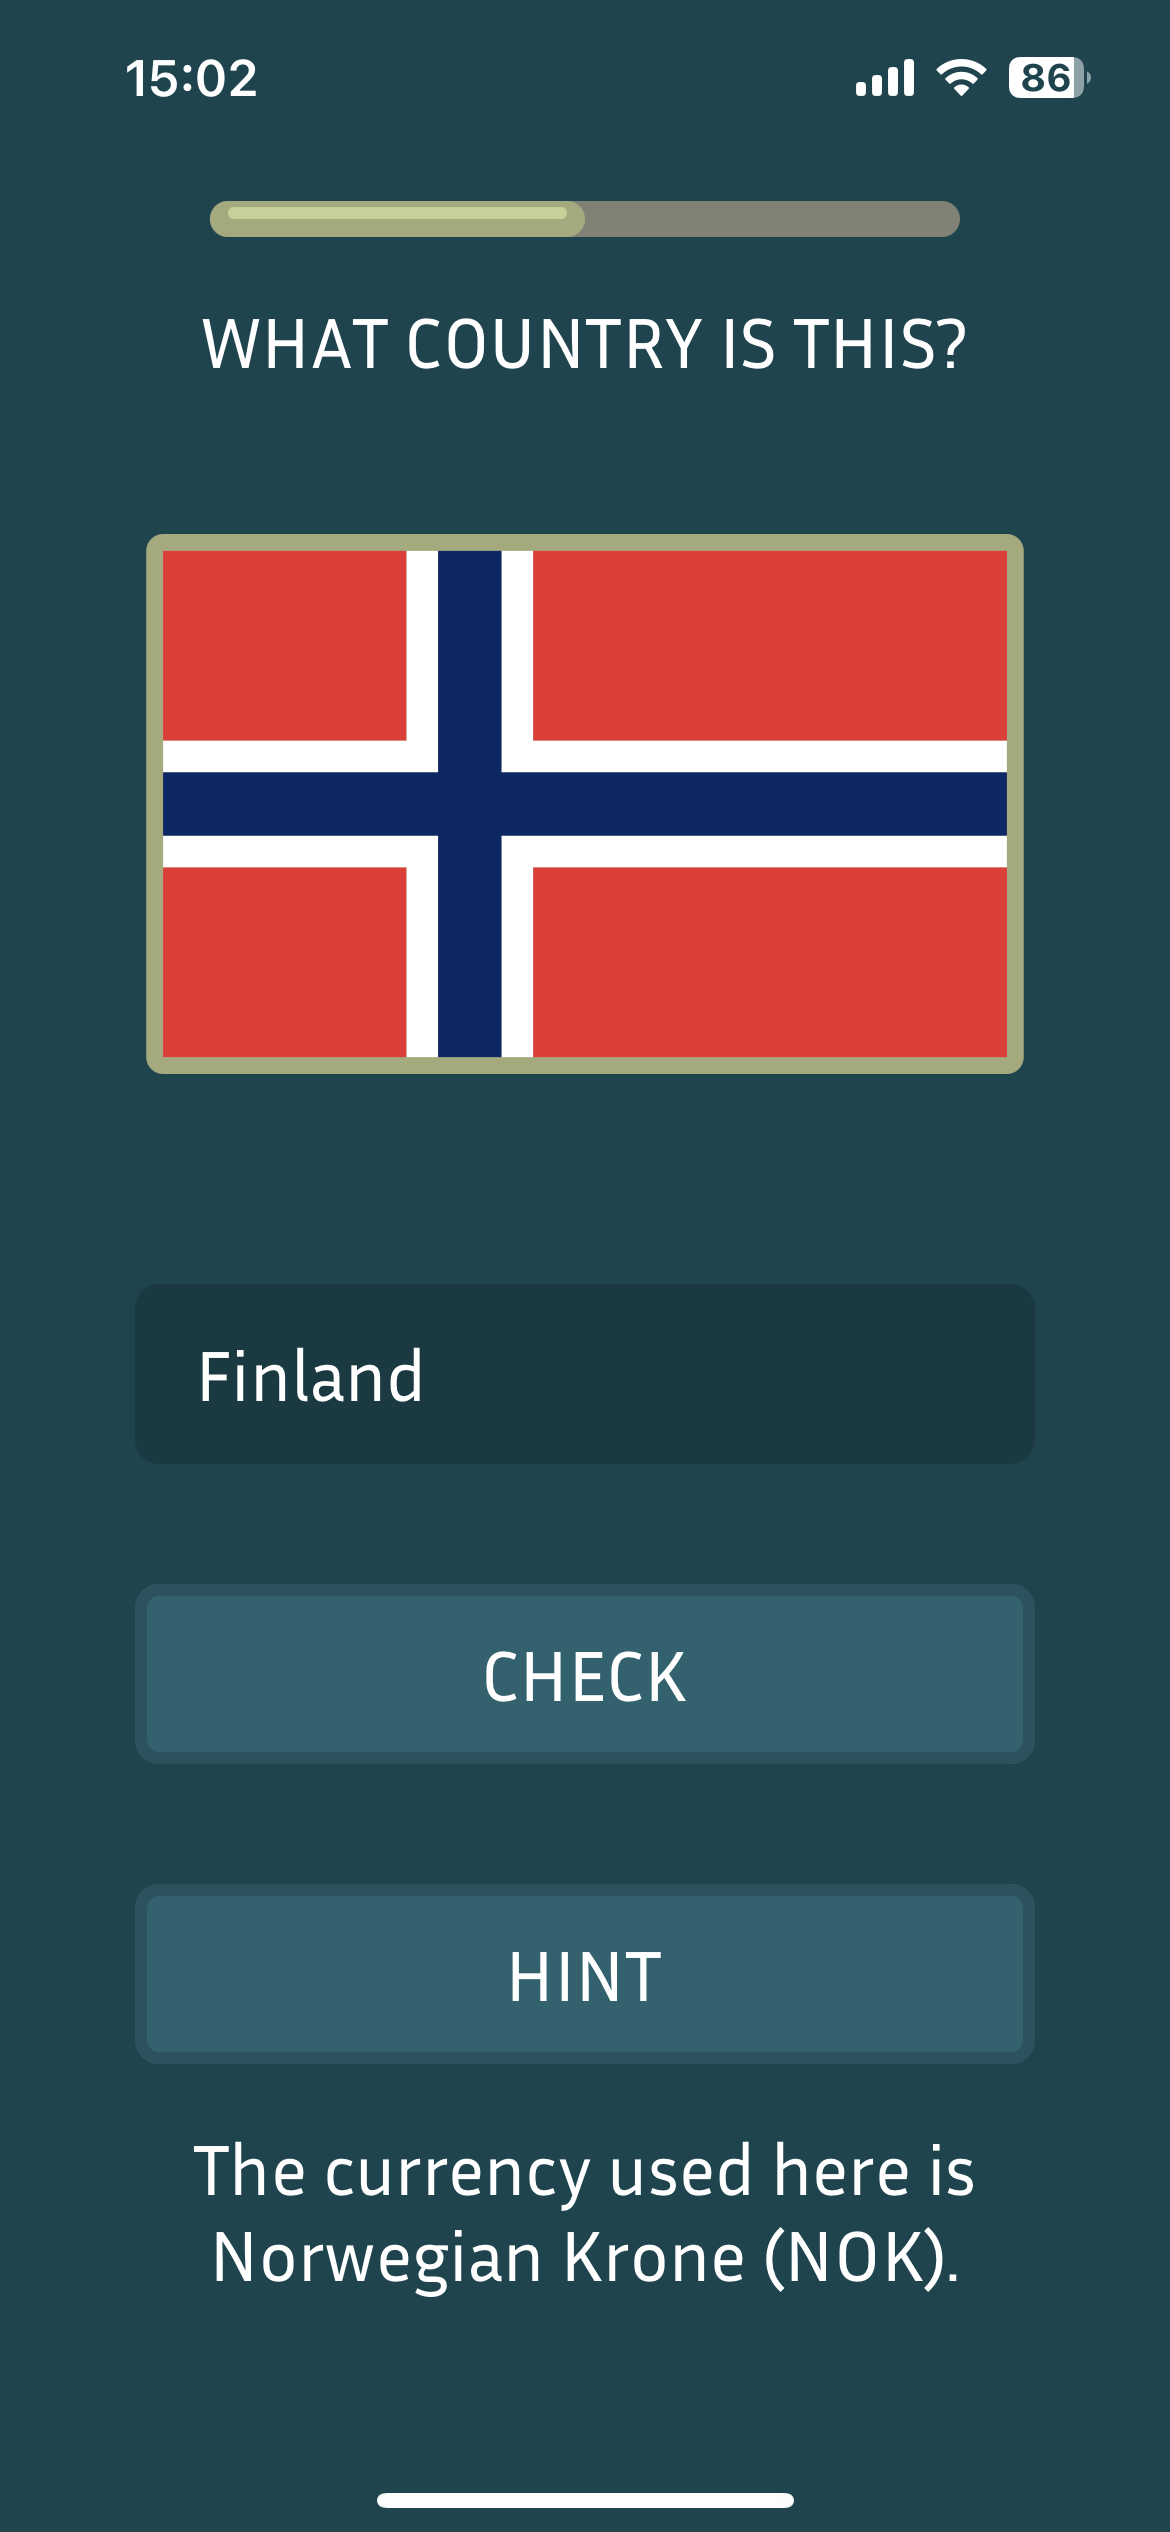 15:02
86
WHAT COUNTRY IS THIS?
Finland
CHECK
HINT
The currency used here is
Norwegian Krone (NOK).